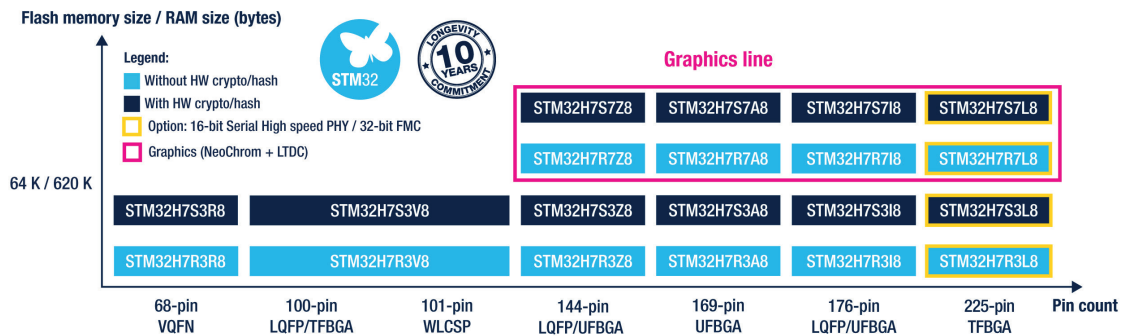 Flash memory size / RAM size (bytes)
Legend:
Without HW crypto/hash
With HW crypto/hash
Option: 16-bit Serial High speed PHY / 32-bit FMC
Graphics (NeoChrom + LTDC)
STM32
LONGEVITY
10
YEARS
COMMITMENT
Graphics line
STM32H7S7Z8 STM32H7S7A8 STM32H7S7I8 STM32H7S7L8
STM32H7R7Z8 STM32H7R7A8 STM32H7R7I8 STM32H7R7L8
64 K / 620 K
STM32H7S3R8 STM32H7S3V8 STM32H7S3Z8 STM32H7S3A8 STM32H7S3I8 STM32H7S3L8
STM32H7R3R8 STM32H7R3V8 STM32H7R3Z8 STM32H7R3A8 STM32H7R3I8 STM32H7R3L8
68-pin 100-pin 101-pin 144-pin 169-pin 176-pin 225-pin Pin count
VQFN LQFP/TFBGA WLCSP LQFP/UFBGA UFBGA LQFP/UFBGA TFBGA